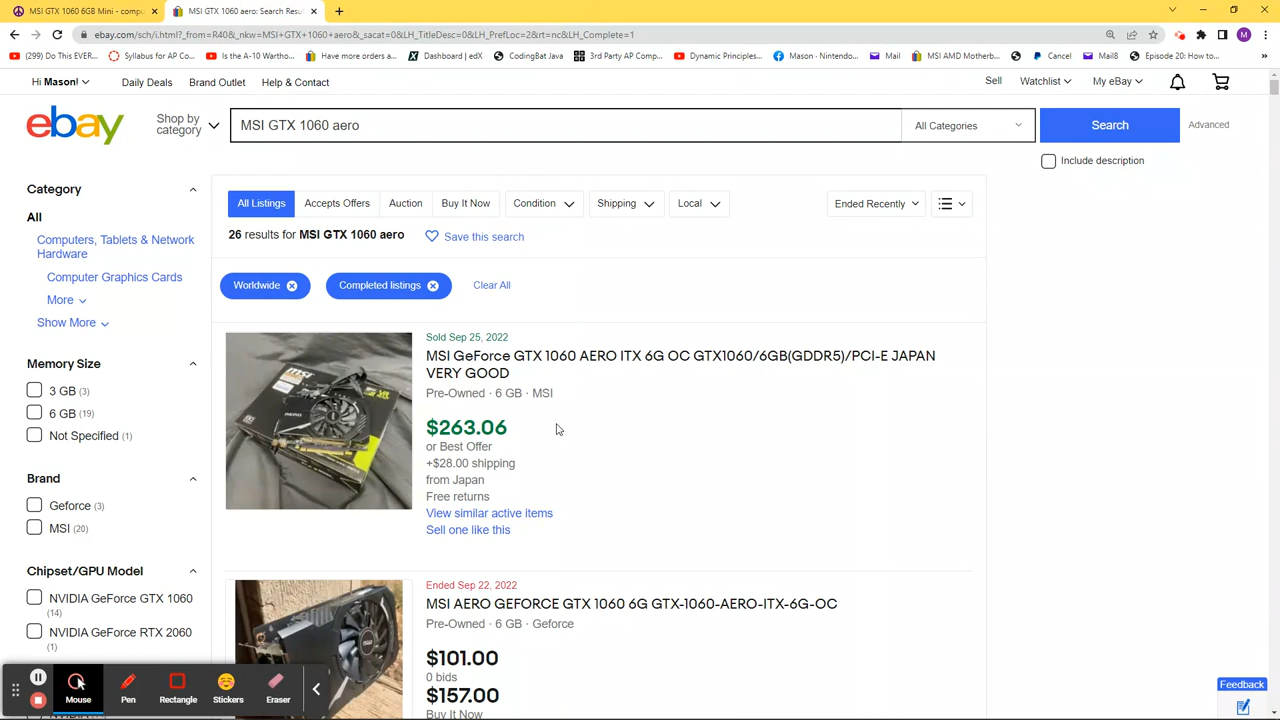 MSI GTX 1060 6GB Mini - compu
MSI GTX 1060 aero: Search Resu
ebay.com/sch/i.html?_from=R40&_nkw=MSI+GTX+1060+aero&_sacat=0&LH_TitleDesc=0&LH_PrefLoc=2&rt=nc&LH_Complete=1
M
(299) Do This EVER...
Syllabus for AP Co...
In the A-10 Wartho...
Have more orders a...
Dashboard | edX
CodingBat Java
3rd Party AP Comp...
Dynamic Principles...
Mason - Nintendo...
Mail
MSI AMD Motherb...
Cancel
Mail8
Episode 20: How to...
»
Hi Mason!
Daily Deals
Brand Outlet
Help & Contact
Sell
Watchlist
My eBay
ebay
Shop by
category
MSI GTX 1060 aero
All Categories
Search
Advanced
Include description
Category
All
Computers, Tablets & Network
Hardware
Computer Graphics Cards
More
Show More
Memory Size
3 GB (3)
6 GB (19)
Not Specified (1)
Brand
Geforce (3)
MSI (20)
Chipset/GPU Model
NVIDIA GeForce GTX 1060
(14)
NVIDIA GeForce RTX 2060
(1)
All Listings
Accepts Offers
Auction
Buy It Now
Condition
Shipping
Local
Ended Recently
26 results for MSI GTX 1060 aero
Save this search
Worldwide
Completed listings
Clear All
Sold Sep 25, 2022
MSI GeForce GTX 1060 AERO ITX 6G OC GTX1060/6GB(GDDR5)/PCI-E JAPAN
VERY GOOD
Pre-Owned · 6 GB · MSI
$263.06
or Best Offer
+$28.00 shipping
from Japan
Free returns
View similar active items
Sell one like this
Ended Sep 22, 2022
MSI AERO GEFORCE GTX 1060 6G GTX-1060-AERO-ITX-6G-OC
Pre-Owned · 6 GB · Geforce
$101.00
0 bids
$157.00
Buy It Now
Mouse
Pen
Rectangle
Stickers
Eraser
Feedback